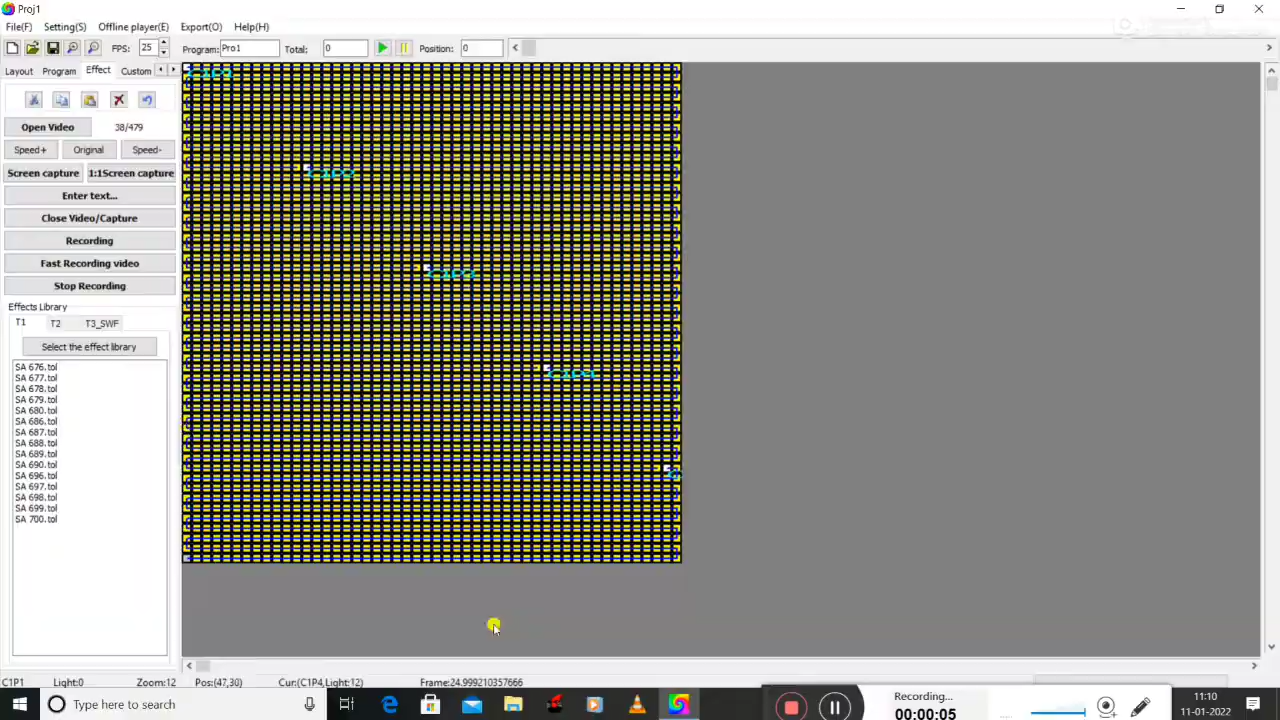 Proj1
File(F) Setting(S) Offline player(E) Export(O) Help(H)
FPS: 25 Program: Pro1 Total: 0 Position: 0
Layout Program Effect Custom
Open Video 38/479
Speed+ Original Speed-
Screen capture 1:1Screen capture
Enter text...
Close Video/Capture
Recording
Fast Recording video
Stop Recording
Effects Library
T1 T2 T3_SWF
Select the effect library
SA 676.tol
SA 677.tol
SA 678.tol
SA 679.tol
SA 680.tol
SA 686.tol
SA 687.tol
SA 688.tol
SA 689.tol
SA 690.tol
SA 696.tol
SA 697.tol
SA 698.tol
SA 699.tol
SA 700.tol
C1P1 Light:0 Zoom:12 Pos(47,30) Cur:(C1P4,Light:12) Frame:24.999210357666
Type here to search
Recording...
00:00:05
11:10
11-01-2022